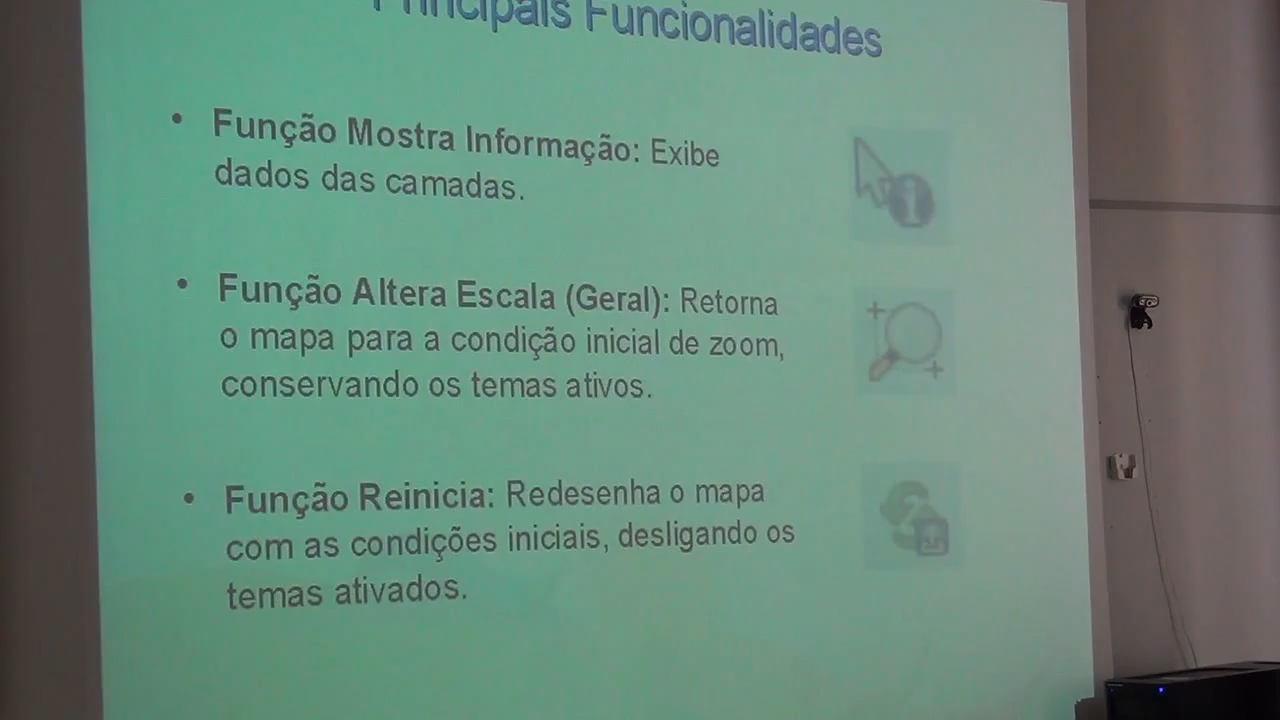 Principais Funcionalidades
• Função Mostra Informação: Exibe
dados das camadas.
• Função Altera Escala (Geral): Retorna
o mapa para a condição inicial de zoom,
conservando os temas ativos.
• Função Reinicia: Redesenha o mapa
com as condições iniciais, desligando os
temas ativados.